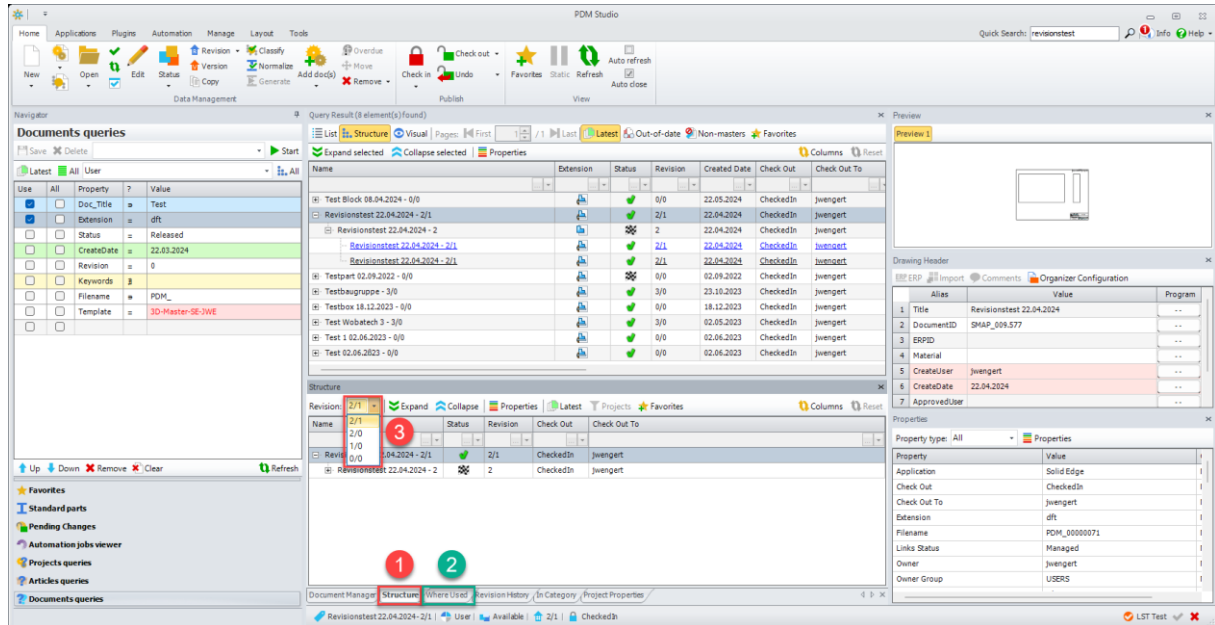 PDM Studio
Home Applications Plugins Automation Manage Layout Tools
Quick Search: revisionstest Info Help
New Open Edit Status Revision Version Copy Classify Normalize Generate Add doc(s) Overdue Move Remove Check in Check out Undo Favorites Static Refresh Auto refresh Auto close
Data Management Publish View
Navigator
Documents queries
Save Delete Start
Latest All User All
Use All Property ? Value
Doc_Title Test
Extension = dft
Status = Released
CreateDate = 22.03.2024
Revision = 0
Keywords
Filename PDM_
Template = 3D-Master-SE-JWE
Up Down Remove Clear Refresh
Favorites
Standard parts
Pending Changes
Automation jobs viewer
Projects queries
Articles queries
Documents queries
Query Result (8 element(s) found)
List Structure Visual Pages: First 1 / 1 Last Latest Out-of-date Non-masters Favorites
Expand selected Collapse selected Properties Columns Reset
Name Extension Status Revision Created Date Check Out Check Out To
Test Block 08.04.2024 - 0/0 0/0 22.05.2024 CheckedIn jwengert
Revisionstest 22.04.2024 - 2/1 2/1 22.04.2024 CheckedIn jwengert
Revisionstest 22.04.2024 - 2 2 22.04.2024 CheckedIn jwengert
Revisionstest 22.04.2024 - 2/1 2/1 22.04.2024 CheckedIn jwengert
Revisionstest 22.04.2024 - 2/1 2/1 22.04.2024 CheckedIn jwengert
Testpart 02.09.2022 - 0/0 0/0 02.09.2022 CheckedIn jwengert
Testbaugruppe - 3/0 3/0 23.10.2023 CheckedIn jwengert
Testbox 18.12.2023 - 0/0 0/0 18.12.2023 CheckedIn jwengert
Test Wobatech 3 - 3/0 3/0 02.05.2023 CheckedIn jwengert
Test 1 02.06.2023 - 0/0 0/0 02.06.2023 CheckedIn jwengert
Test 02.06.2023 - 0/0 0/0 02.06.2023 CheckedIn jwengert
Structure
Revision: 2/1 Expand Collapse Properties Latest Projects Favorites Columns Reset
2/1
2/0
1/0
0/0
3
Name Status Revision Check Out Check Out To
2.04.2024 - 2/1 2/1 CheckedIn jwengert
Revisionstest 22.04.2024 - 2 2 CheckedIn jwengert
1 2
Document Manager Structure Where Used Revision History In Category Project Properties
Preview
Preview 1
Drawing Header
ERP Import Comments Organizer Configuration
Alias Value Program
1 Title Revisionstest 22.04.2024 ..
2 DocumentID SMAP_009.577 ..
3 ERPID ..
4 Material ..
5 CreateUser jwengert ..
6 CreateDate 22.04.2024 ..
7 ApprovedUser ..
Properties
Property type: All Properties
Property Value
Application Solid Edge
Check Out CheckedIn
Check Out To jwengert
Extension dft
Filename PDM_00000071
Links Status Managed
Owner jwengert
Owner Group USERS
Revisionstest 22.04.2024- 2/1 User Available 2/1 CheckedIn LST Test